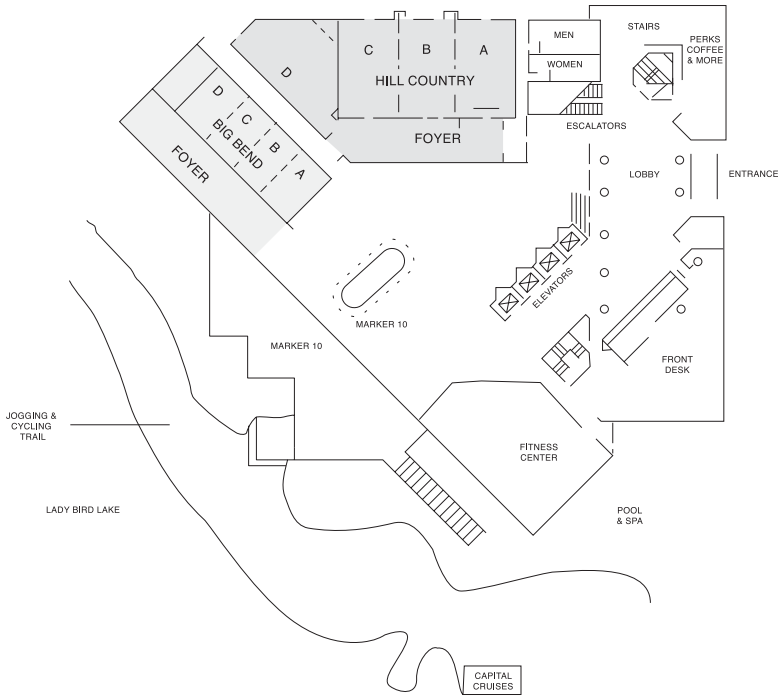 MEN
STAIRS
PERKS
COFFEE
& MORE
WOMEN
C
B
A
D
HILL COUNTRY
FOYER
ESCALATORS
D
C
B
A
BIG BEND
FOYER
LOBBY
ENTRANCE
ELEVATORS
MARKER 10
MARKER 10
FRONT
DESK
JOGGING &
CYCLING
TRAIL
FITNESS
CENTER
LADY BIRD LAKE
POOL
& SPA
CAPITAL
CRUISES